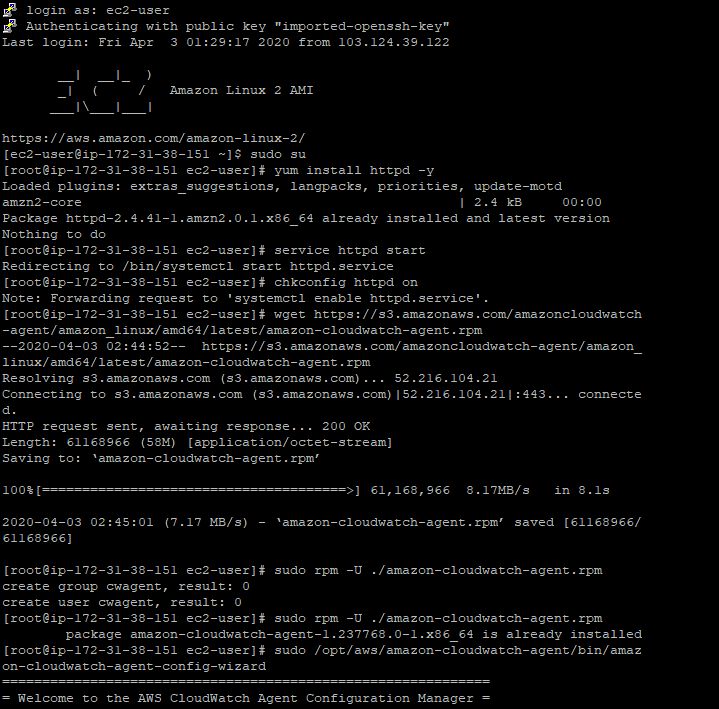 login as: ec2-user
Authenticating with public key "imported-openssh-key"
Last login: Fri Apr  3 01:29:17 2020 from 103.124.39.122

       __|  __|_  )
       _|  (     /   Amazon Linux 2 AMI
      ___|\___|___|

https://aws.amazon.com/amazon-linux-2/
[ec2-user@ip-172-31-38-151 ~]$ sudo su
[root@ip-172-31-38-151 ec2-user]# yum install httpd -y
Loaded plugins: extras_suggestions, langpacks, priorities, update-motd
amzn2-core                                               | 2.4 kB     00:00
Package httpd-2.4.41-1.amzn2.0.1.x86_64 already installed and latest version
Nothing to do
[root@ip-172-31-38-151 ec2-user]# service httpd start
Redirecting to /bin/systemctl start httpd.service
[root@ip-172-31-38-151 ec2-user]# chkconfig httpd on
Note: Forwarding request to 'systemctl enable httpd.service'.
[root@ip-172-31-38-151 ec2-user]# wget https://s3.amazonaws.com/amazoncloudwatch
-agent/amazon_linux/amd64/latest/amazon-cloudwatch-agent.rpm
--2020-04-03 02:44:52--  https://s3.amazonaws.com/amazoncloudwatch-agent/amazon_
linux/amd64/latest/amazon-cloudwatch-agent.rpm
Resolving s3.amazonaws.com (s3.amazonaws.com)... 52.216.104.21
Connecting to s3.amazonaws.com (s3.amazonaws.com)|52.216.104.21|:443... connecte
d.
HTTP request sent, awaiting response... 200 OK
Length: 61168966 (58M) [application/octet-stream]
Saving to: ‘amazon-cloudwatch-agent.rpm’

100%[======================================>] 61,168,966  8.17MB/s   in 8.1s

2020-04-03 02:45:01 (7.17 MB/s) - ‘amazon-cloudwatch-agent.rpm’ saved [61168966/
61168966]

[root@ip-172-31-38-151 ec2-user]# sudo rpm -U ./amazon-cloudwatch-agent.rpm
create group cwagent, result: 0
create user cwagent, result: 0
[root@ip-172-31-38-151 ec2-user]# sudo rpm -U ./amazon-cloudwatch-agent.rpm
        package amazon-cloudwatch-agent-1.237768.0-1.x86_64 is already installed
[root@ip-172-31-38-151 ec2-user]# sudo /opt/aws/amazon-cloudwatch-agent/bin/amaz
on-cloudwatch-agent-config-wizard
=============================================================
= Welcome to the AWS CloudWatch Agent Configuration Manager =